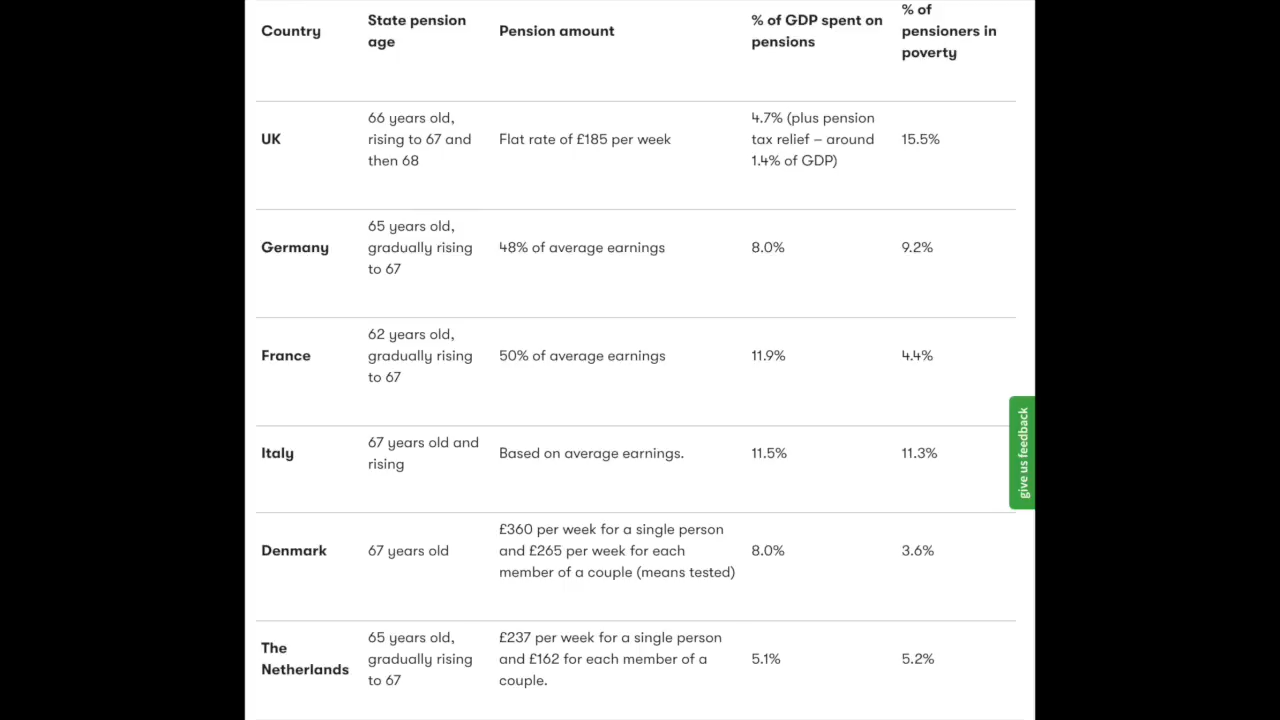 Country
State pension
age
Pension amount
% of GDP spent on
pensions
% of
pensioners in
poverty
UK
66 years old,
rising to 67 and
then 68
Flat rate of £185 per week
4.7% (plus pension
tax relief – around
1.4% of GDP)
15.5%
Germany
65 years old,
gradually rising
to 67
48% of average earnings
8.0%
9.2%
France
62 years old,
gradually rising
to 67
50% of average earnings
11.9%
4.4%
Italy
67 years old and
rising
Based on average earnings.
11.5%
11.3%
Denmark
67 years old
£360 per week for a single person
and £265 per week for each
member of a couple (means tested)
8.0%
3.6%
The
Netherlands
65 years old,
gradually rising
to 67
£237 per week for a single person
and £162 for each member of a
couple.
5.1%
5.2%
give us feedback